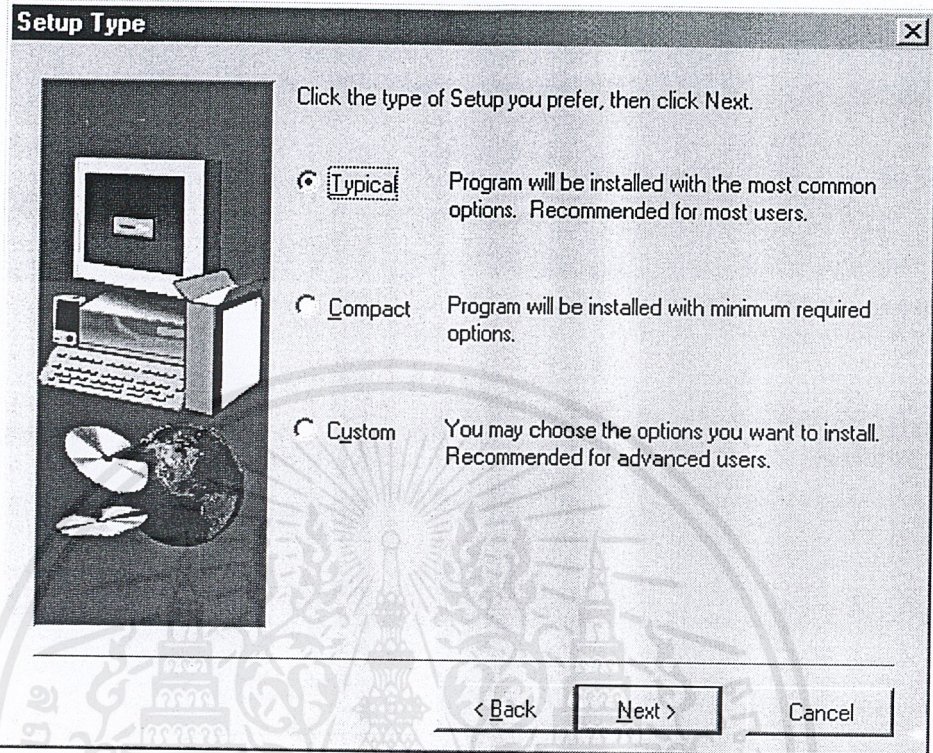 Setup Type
Click the type of Setup you prefer, then click Next.
Typical
Program will be installed with the most common
options. Recommended for most users.
Compact
Program will be installed with minimum required
options.
Custom
You may choose the options you want to install.
Recommended for advanced users.
< Back
Next >
Cancel